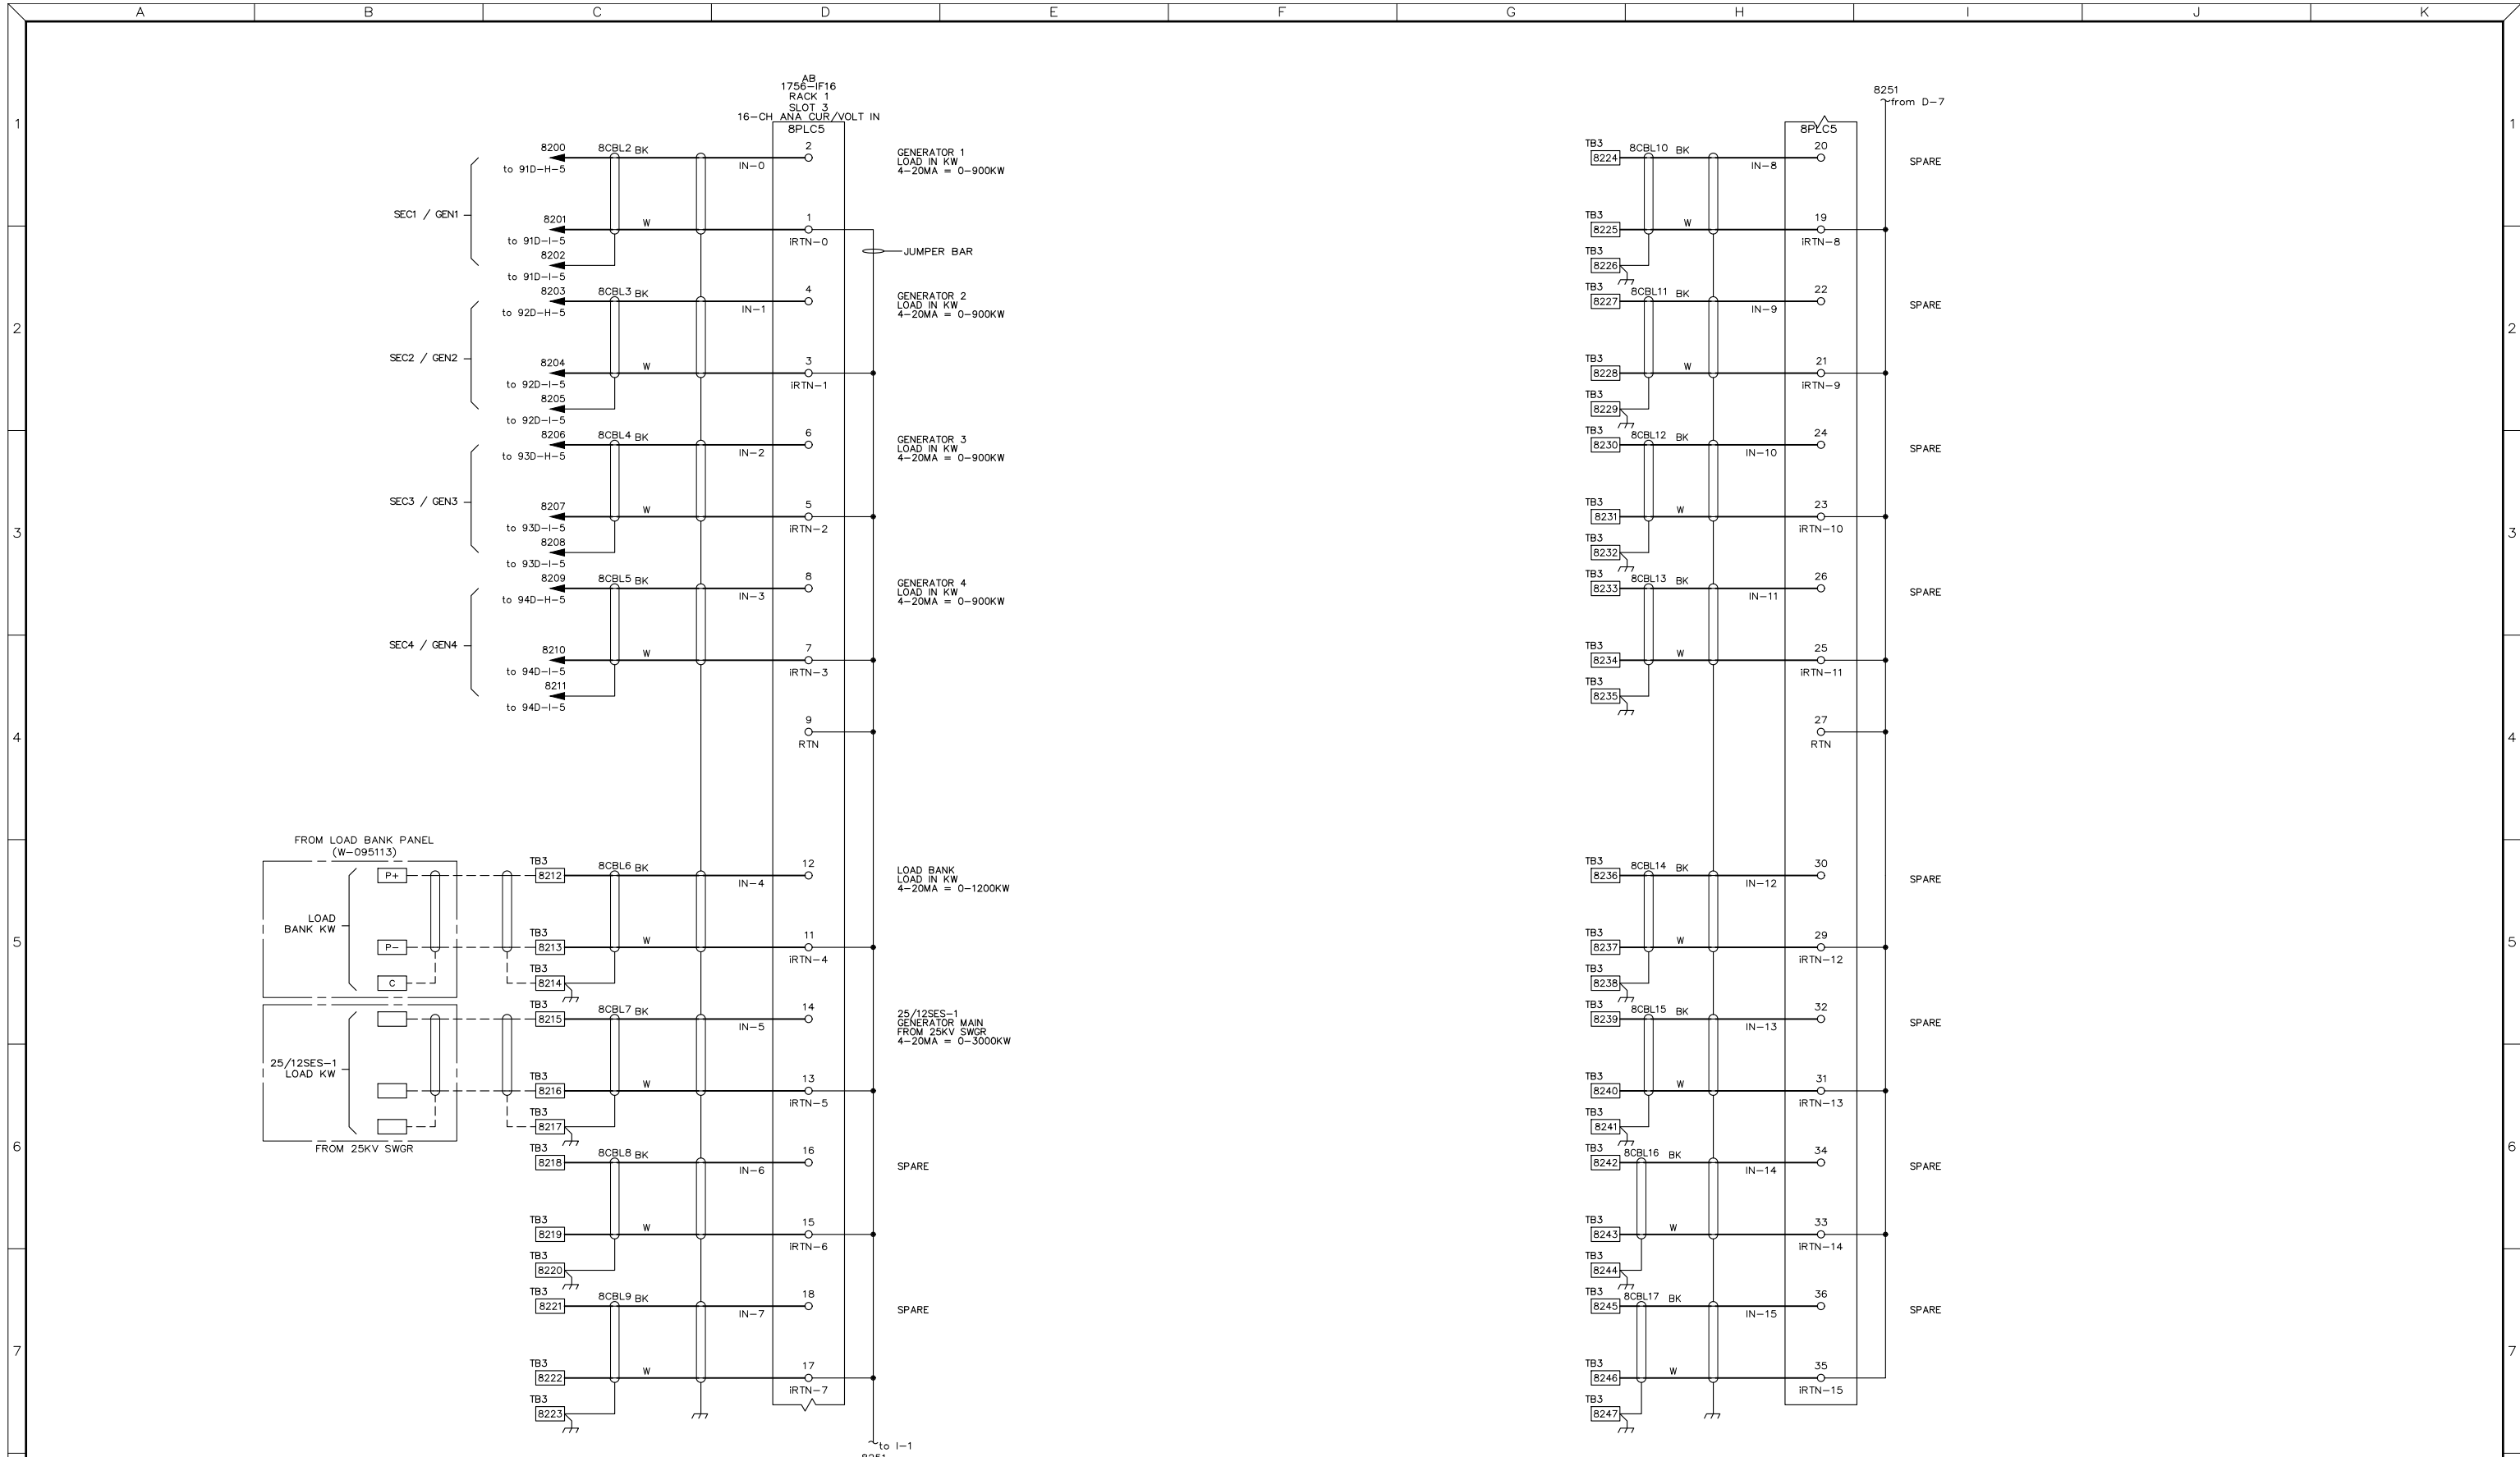 A B C D E F G H I J K
1
2
3
4
5
6
7
AB
1756-IF16
RACK 1
SLOT 3
16-CH ANA CUR/VOLT IN
8PLC5
8200 8CBL2 BK 2
to 91D-H-5 IN-0
GENERATOR 1
LOAD IN KW
4-20MA = 0-900KW
SEC1 / GEN1
8201 W 1
to 91D-I-5 iRTN-0
JUMPER BAR
8202
to 91D-I-5
8203 8CBL3 BK 4
to 92D-H-5 IN-1
GENERATOR 2
LOAD IN KW
4-20MA = 0-900KW
SEC2 / GEN2
8204 W 3
to 92D-I-5 iRTN-1
8205
to 92D-I-5
8206 8CBL4 BK 6
to 93D-H-5 IN-2
GENERATOR 3
LOAD IN KW
4-20MA = 0-900KW
SEC3 / GEN3
8207 W 5
to 93D-I-5 iRTN-2
8208
to 93D-I-5
8209 8CBL5 BK 8
to 94D-H-5 IN-3
GENERATOR 4
LOAD IN KW
4-20MA = 0-900KW
SEC4 / GEN4
8210 W 7
to 94D-I-5 iRTN-3
8211
to 94D-I-5
9
RTN
FROM LOAD BANK PANEL
(W-095113)
P+ TB3 8212 8CBL6 BK 12
IN-4
LOAD BANK
LOAD IN KW
4-20MA = 0-1200KW
LOAD
BANK KW
P- TB3 8213 W 11
iRTN-4
C TB3 8214
TB3 8215 8CBL7 BK 14
IN-5
25/12SES-1
GENERATOR MAIN
FROM 25KV SWGR
4-20MA = 0-3000KW
25/12SES-1
LOAD KW
TB3 8216 W 13
iRTN-5
TB3 8217
FROM 25KV SWGR
TB3 8218 8CBL8 BK 16
IN-6
SPARE
TB3 8219 W 15
iRTN-6
TB3 8220
TB3 8221 8CBL9 BK 18
IN-7
SPARE
TB3 8222 W 17
iRTN-7
TB3 8223
to I-1
8251
8251
from D-7
8PLC5
TB3 8224 8CBL10 BK 20
IN-8
SPARE
TB3 8225 W 19
iRTN-8
TB3 8226
TB3 8227 8CBL11 BK 22
IN-9
SPARE
TB3 8228 W 21
iRTN-9
TB3 8229
TB3 8230 8CBL12 BK 24
IN-10
SPARE
TB3 8231 W 23
iRTN-10
TB3 8232
TB3 8233 8CBL13 BK 26
IN-11
SPARE
TB3 8234 W 25
iRTN-11
TB3 8235
27
RTN
TB3 8236 8CBL14 BK 30
IN-12
SPARE
TB3 8237 W 29
iRTN-12
TB3 8238
TB3 8239 8CBL15 BK 32
IN-13
SPARE
TB3 8240 W 31
iRTN-13
TB3 8241
TB3 8242 8CBL16 BK 34
IN-14
SPARE
TB3 8243 W 33
iRTN-14
TB3 8244
TB3 8245 8CBL17 BK 36
IN-15
SPARE
TB3 8246 W 35
iRTN-15
TB3 8247
1
2
3
4
5
6
7